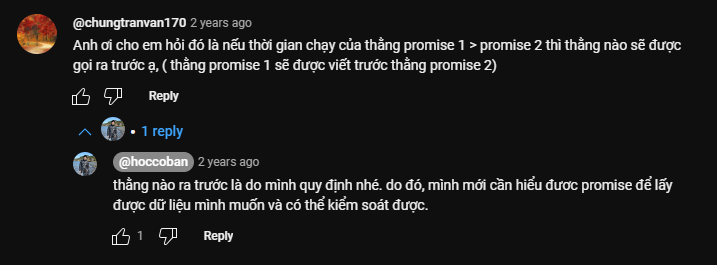 @chungtranvan170 2 years ago
Anh ơi cho em hỏi đó là nếu thời gian chạy của thằng promise 1 > promise 2 thì thằng nào sẽ được
gọi ra trước ạ, ( thằng promise 1 sẽ được viết trước thằng promise 2)
Reply
1 reply
@hoccoban 2 years ago
thằng nào ra trước là do mình quy định nhé. do đó, mình mới cần hiểu đươc promise để lấy
được dữ liệu mình muốn và có thể kiểm soát được.
1 Reply